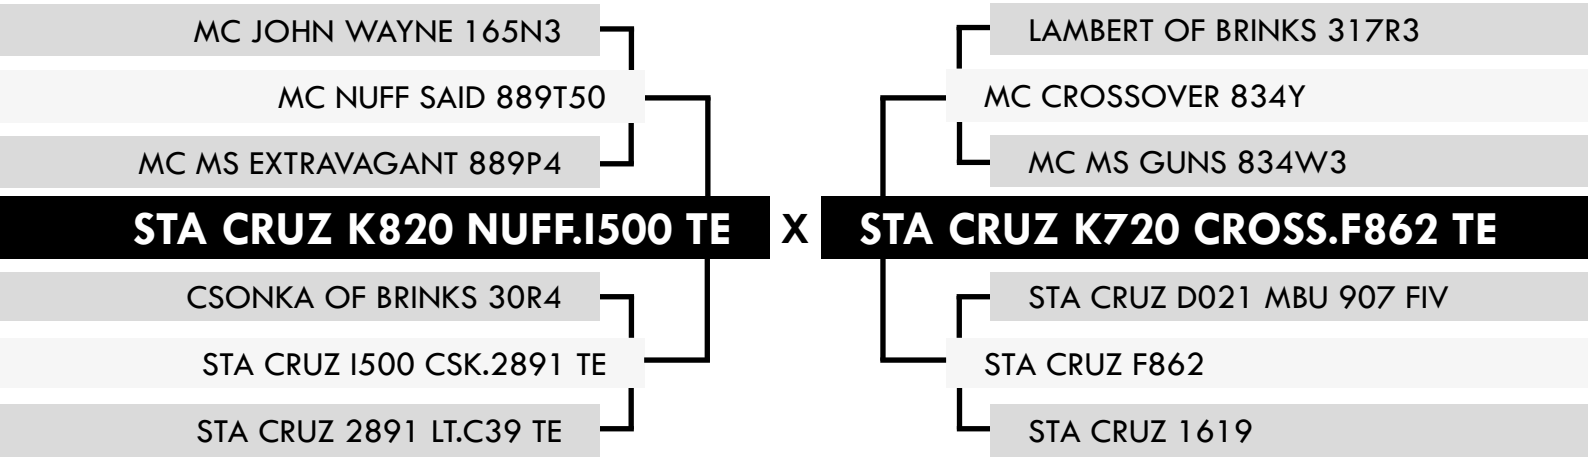 MC JOHN WAYNE 165N3
MC NUFF SAID 889T50
MC MS EXTRAVAGANT 889P4
STA CRUZ K820 NUFF.I500 TE
CSONKA OF BRINKS 30R4
STA CRUZ I500 CSK.2891 TE
STA CRUZ 2891 LT.C39 TE
X
LAMBERT OF BRINKS 317R3
MC CROSSOVER 834Y
MC MS GUNS 834W3
STA CRUZ K720 CROSS.F862 TE
STA CRUZ D021 MBU 907 FIV
STA CRUZ F862
STA CRUZ 1619